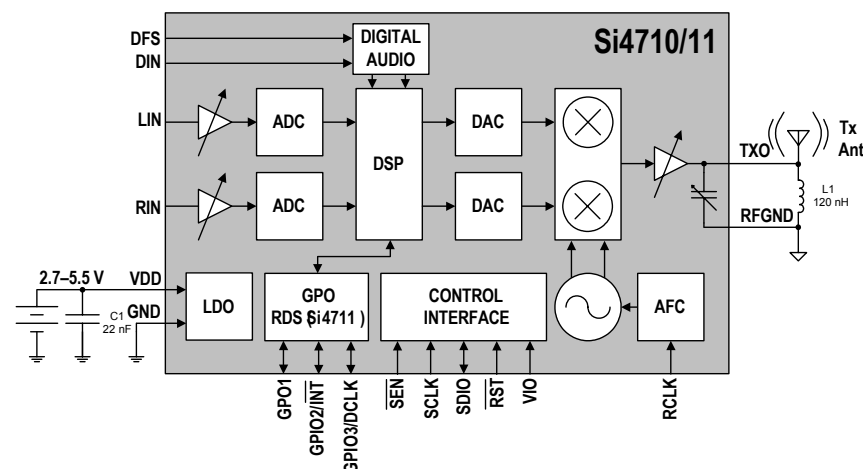 DFS
DIN
DIGITAL
AUDIO
Si4710/11
LIN
ADC
DSP
DAC
TXO
Tx
Ant
RIN
ADC
DAC
L1
120 nH
RFGND
2.7–5.5 V
VDD
GND
C1
22 nF
LDO
GPO
RDS ( Si4711 )
CONTROL
INTERFACE
AFC
GPO1
GPIO2/INT
GPIO3/DCLK
SEN
SCLK
SDIO
RST
VIO
RCLK